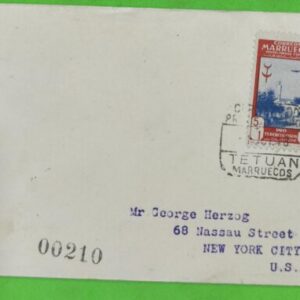 MARRUECOS
TETUAN
MARRUECOS
Mr George Herzog
68 Nassau Street
NEW YORK CITY
U.S.
00210